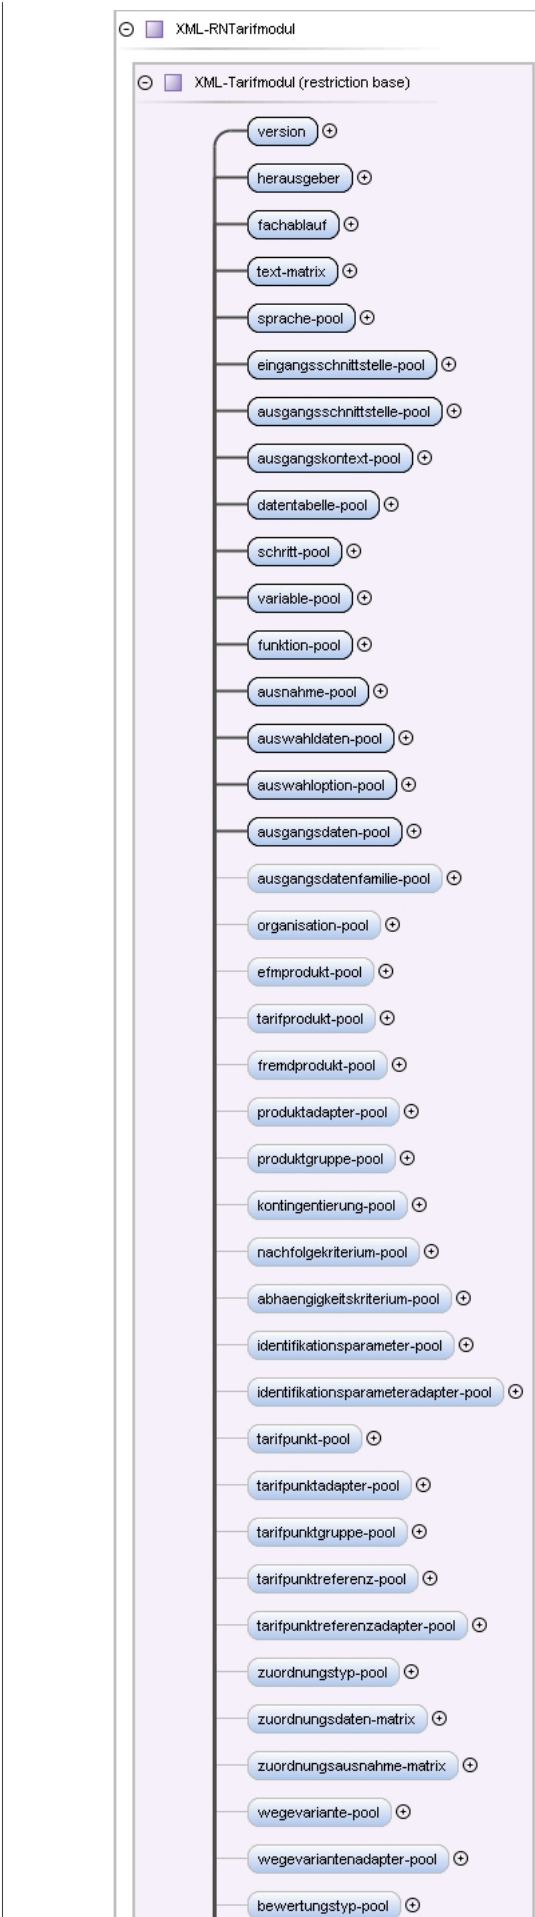 XML-RNTarifmodul
XML-Tarifmodul (restriction base)
version
herausgeber
fachablauf
text-matrix
sprache-pool
eingangsschnittstelle-pool
ausgangsschnittstelle-pool
ausgangskontext-pool
datentabelle-pool
schritt-pool
variable-pool
funktion-pool
ausnahme-pool
auswahldaten-pool
auswahloption-pool
ausgangsdaten-pool
ausgangsdatenfamilie-pool
organisation-pool
efmprodukt-pool
tarifprodukt-pool
fremdprodukt-pool
produktadapter-pool
produktgruppe-pool
kontingentierung-pool
nachfolgekriterium-pool
abhaengigkeitskriterium-pool
identifikationsparameter-pool
identifikationsparameteradapter-pool
tarifpunkt-pool
tarifpunktadapter-pool
tarifpunktgruppe-pool
tarifpunktreferenz-pool
tarifpunktreferenzadapter-pool
zuordnungstyp-pool
zuordnungsdaten-matrix
zuordnungsausnahme-matrix
wegevariante-pool
wegevariantenadapter-pool
bewertungstyp-pool